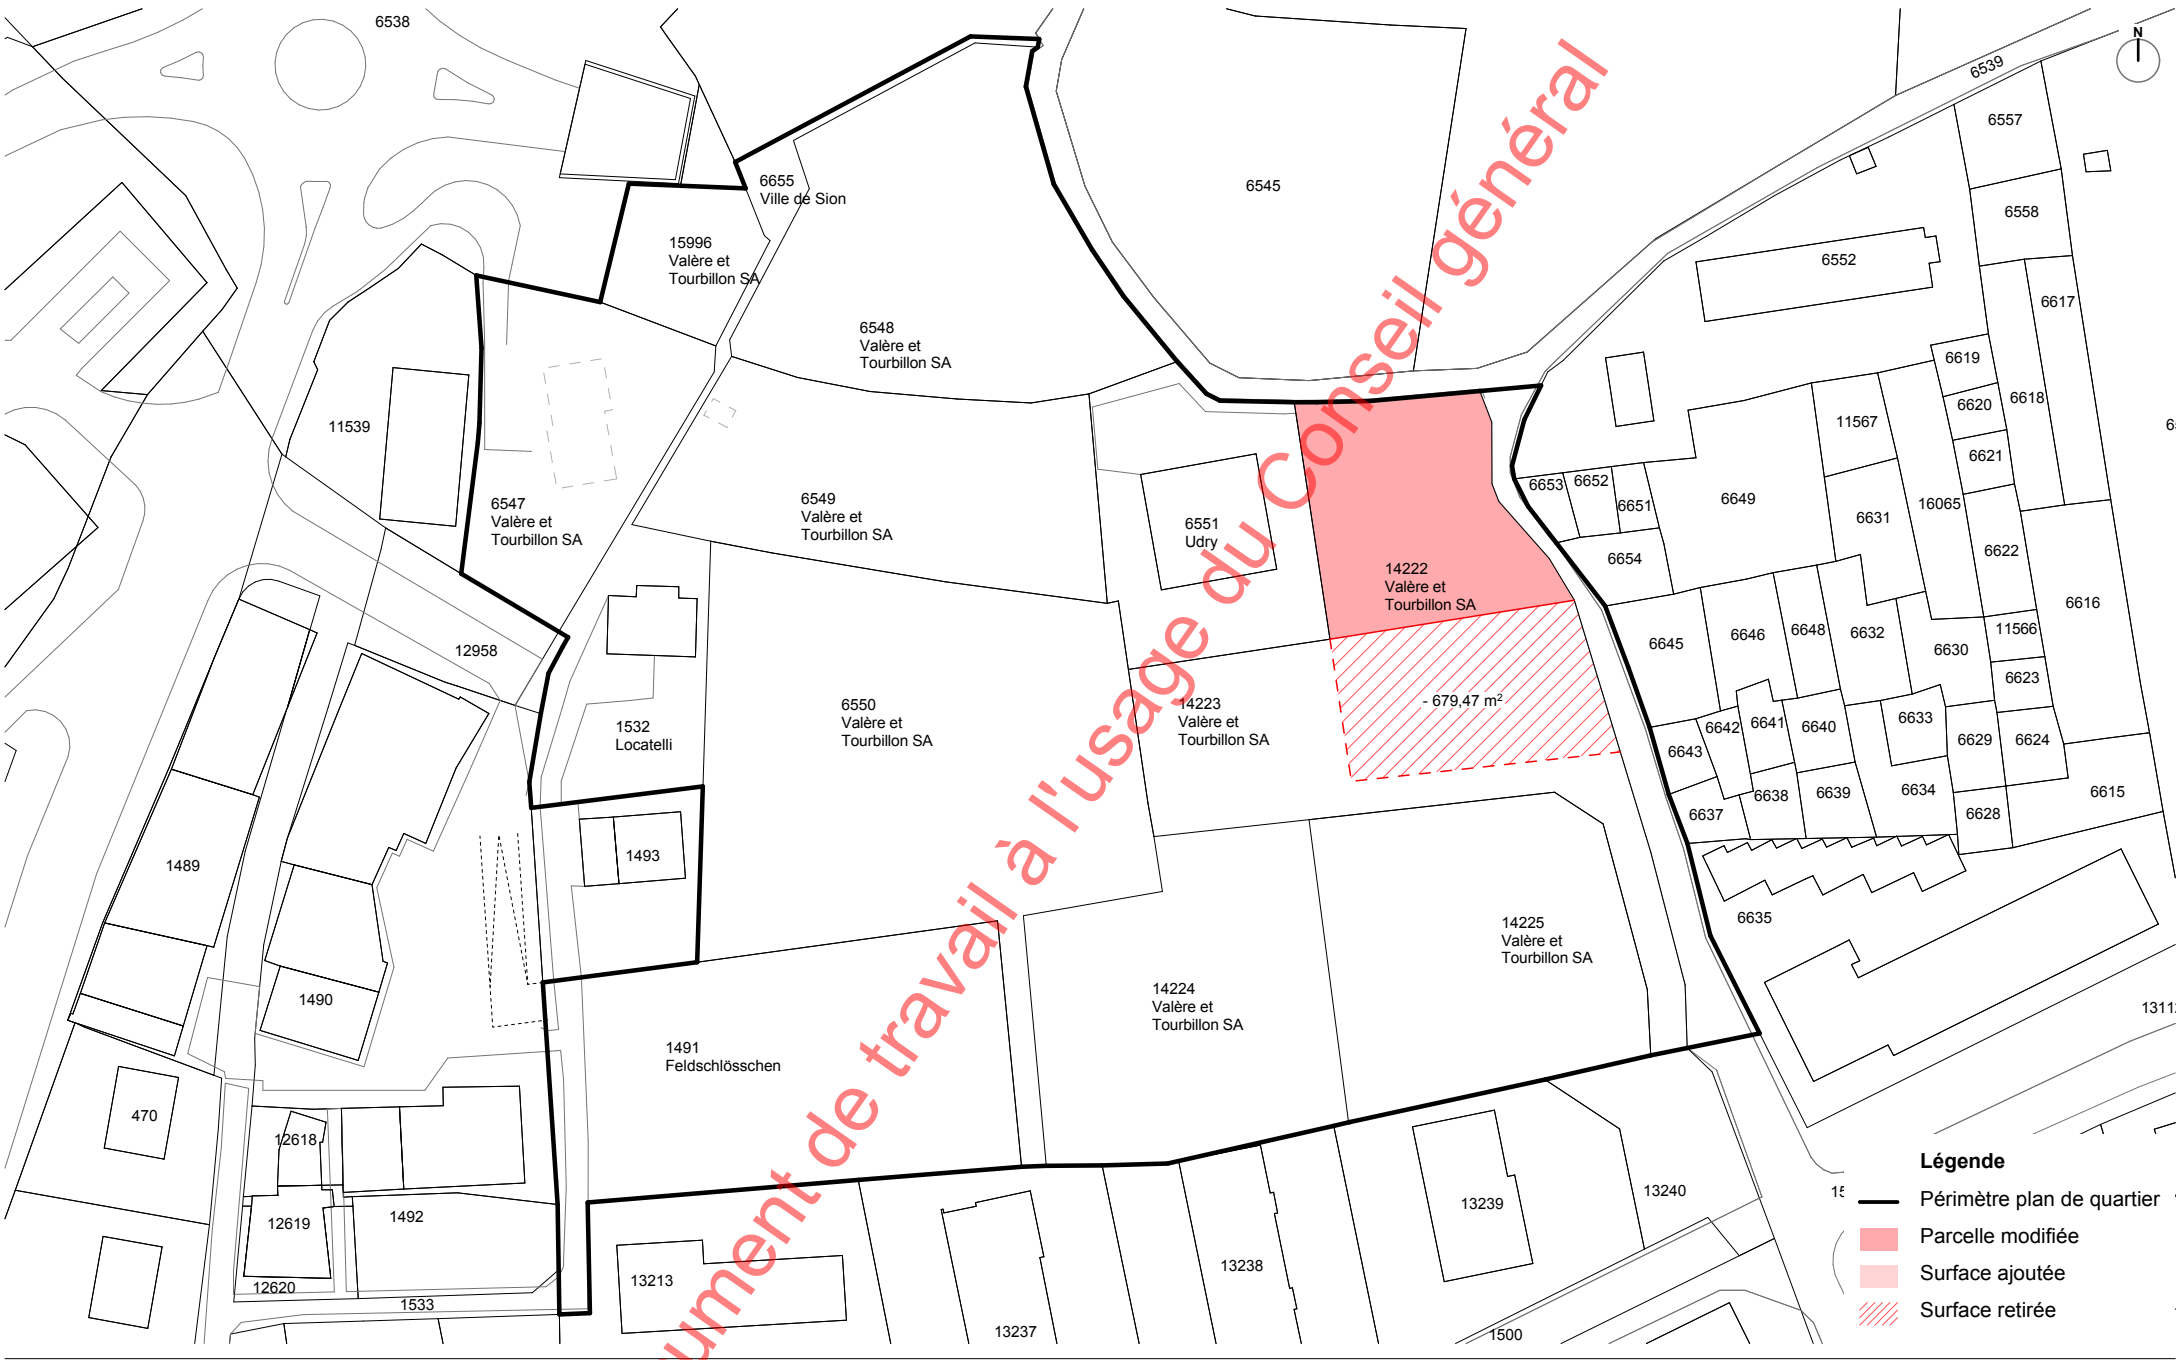 6538
N
6539
6557
6655
Ville de Sion
6545
6558
15996
Valère et
Tourbillon SA
6552
6617
6548
Valère et
Tourbillon SA
6619
6618
6620
11539
11567
6621
6547
Valère et
Tourbillon SA
6549
Valère et
Tourbillon SA
6551
Udry
6653
6652
6651
6649
6631
16065
6622
6654
14222
Valère et
Tourbillon SA
6616
12958
6645
6646
6648
6632
6630
11566
6623
6550
Valère et
Tourbillon SA
14223
Valère et
Tourbillon SA
- 679,47 m²
1532
Locatelli
6643
6642
6641
6640
6633
6629
6624
6637
6638
6639
6634
6628
6615
1489
1493
6635
14225
Valère et
Tourbillon SA
1490
14224
Valère et
Tourbillon SA
1491
Feldschlösschen
470
12618
12619
1492
12620
1533
13213
13237
13238
13239
13240
1500
ument de travail à l'usage du Conseil général
Légende
Périmètre plan de quartier
Parcelle modifiée
Surface ajoutée
Surface retirée